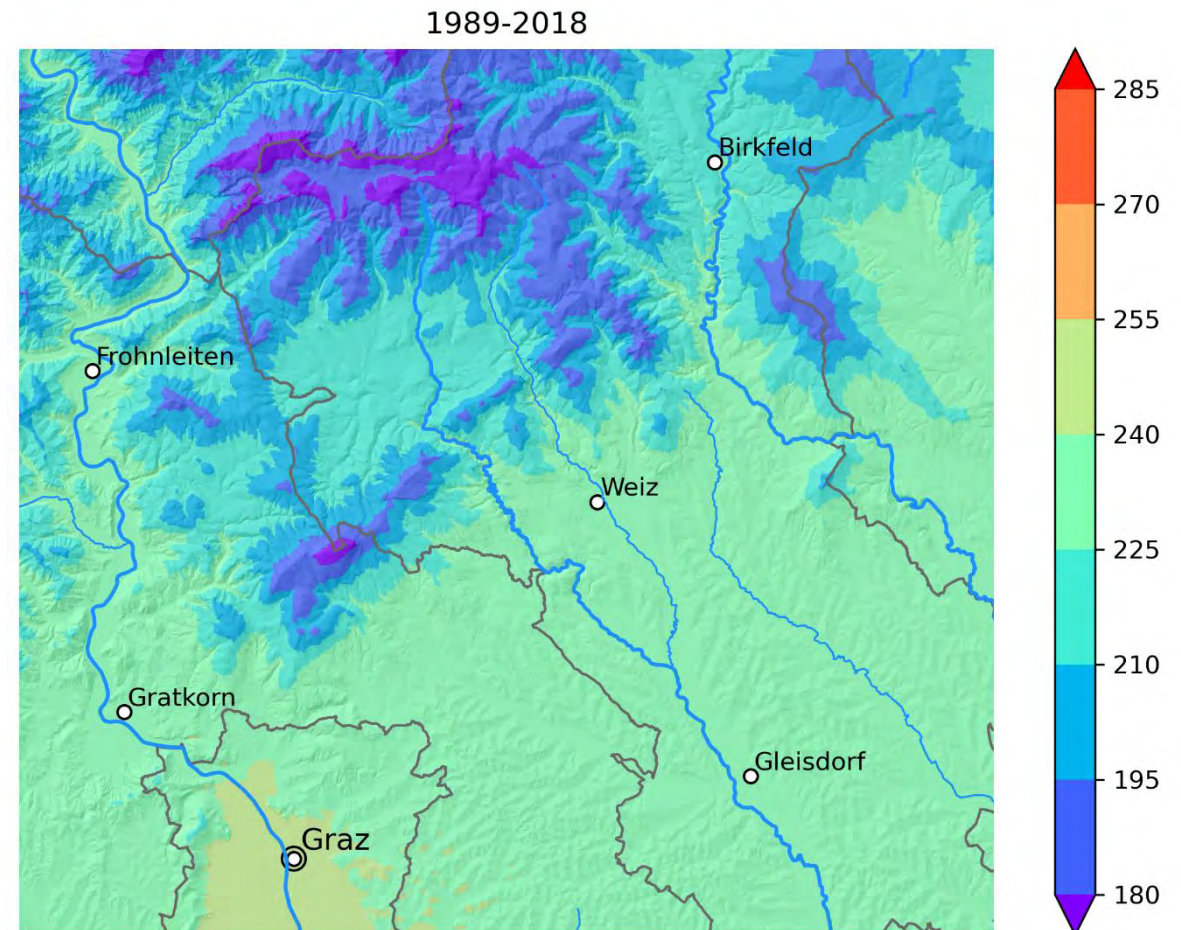 1989-2018
285
Birkfeld
270
255
Frohnleiten
240
Weiz
225
210
Gratkorn
Gleisdorf
195
Graz
180